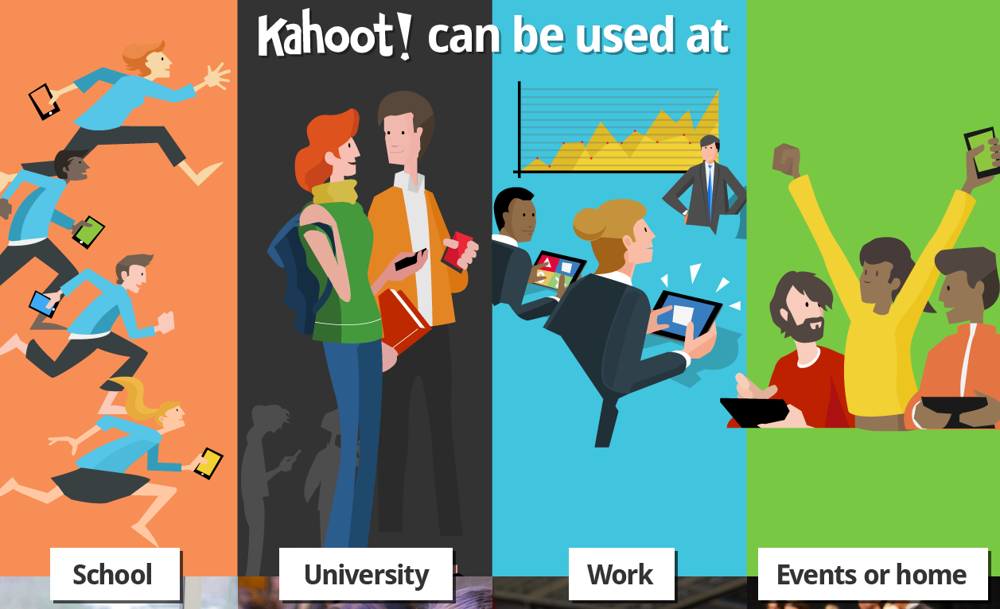 Kahoot! can be used at
School
University
Work
Events or home